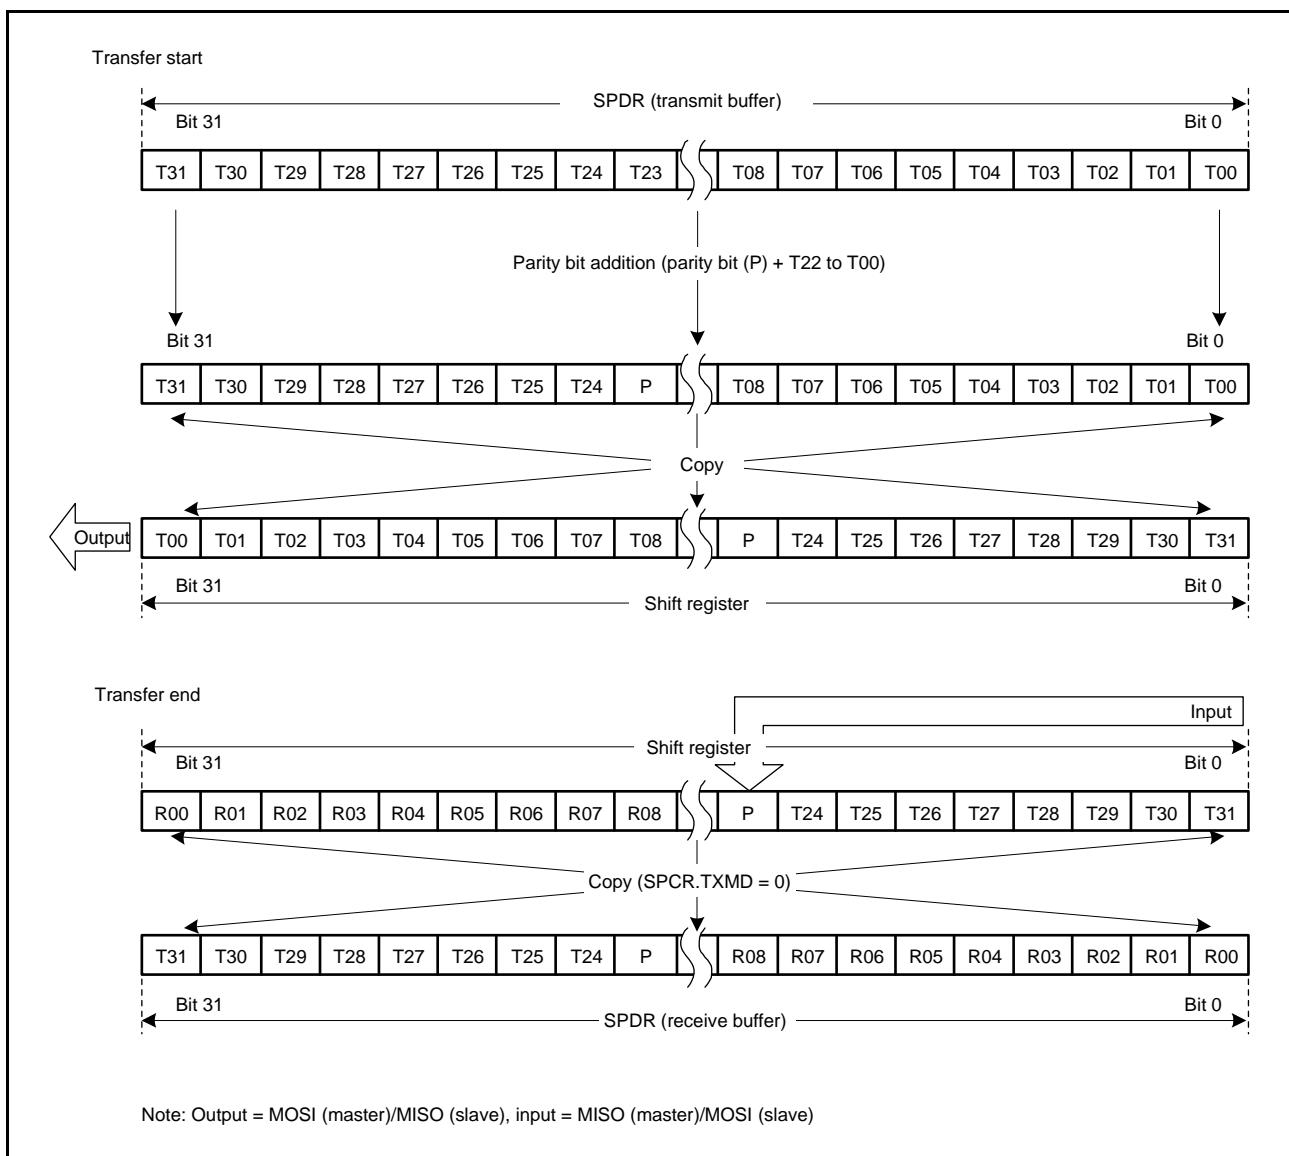 Transfer start
SPDR (transmit buffer)
Bit 31 Bit 0
T31 T30 T29 T28 T27 T26 T25 T24 T23 T08 T07 T06 T05 T04 T03 T02 T01 T00
Parity bit addition (parity bit (P) + T22 to T00)
Bit 31 Bit 0
T31 T30 T29 T28 T27 T26 T25 T24 P T08 T07 T06 T05 T04 T03 T02 T01 T00
Copy
Output T00 T01 T02 T03 T04 T05 T06 T07 T08 P T24 T25 T26 T27 T28 T29 T30 T31
Bit 31 Bit 0
Shift register
Transfer end
Input
Shift register
Bit 31 Bit 0
R00 R01 R02 R03 R04 R05 R06 R07 R08 P T24 T25 T26 T27 T28 T29 T30 T31
Copy (SPCR.TXMD = 0)
T31 T30 T29 T28 T27 T26 T25 T24 P R08 R07 R06 R05 R04 R03 R02 R01 R00
Bit 31 Bit 0
SPDR (receive buffer)
Note: Output = MOSI (master)/MISO (slave), input = MISO (master)/MOSI (slave)